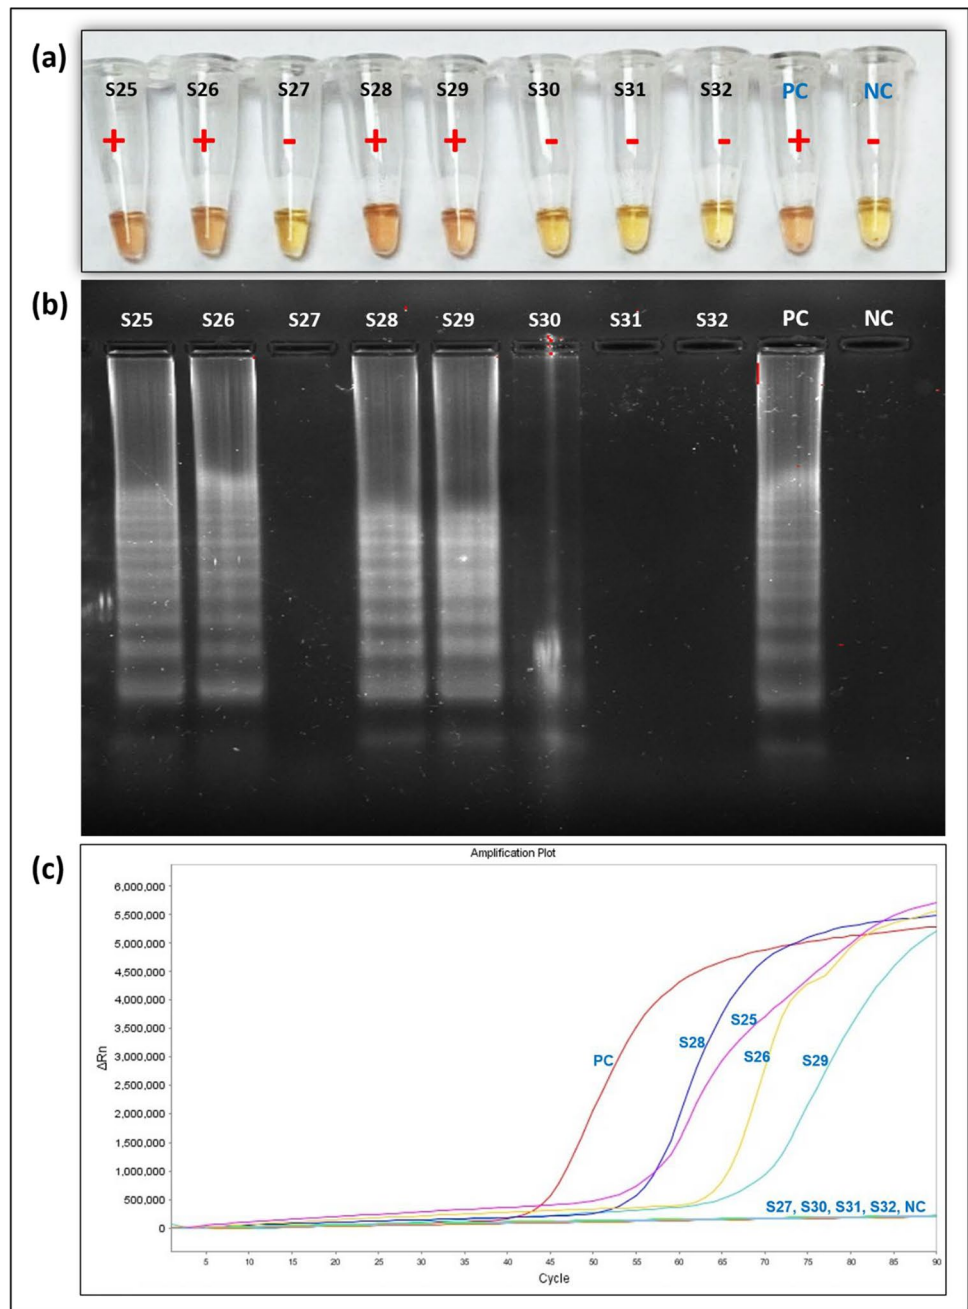 (a)
S25 S26 S27 S28 S29 S30 S31 S32 PC NC
+ + - + + - - - + -
(b)
S25 S26 S27 S28 S29 S30 S31 S32 PC NC
(c)
Amplification Plot
6,000,000
5,500,000
5,000,000
4,500,000
4,000,000
3,500,000
3,000,000
2,500,000
2,000,000
1,500,000
1,000,000
500,000
0
ΔRn
PC
S28
S25
S26
S29
S27, S30, S31, S32, NC
5 10 15 20 25 30 35 40 45 50 55 60 65 70 75 80 85 90
Cycle